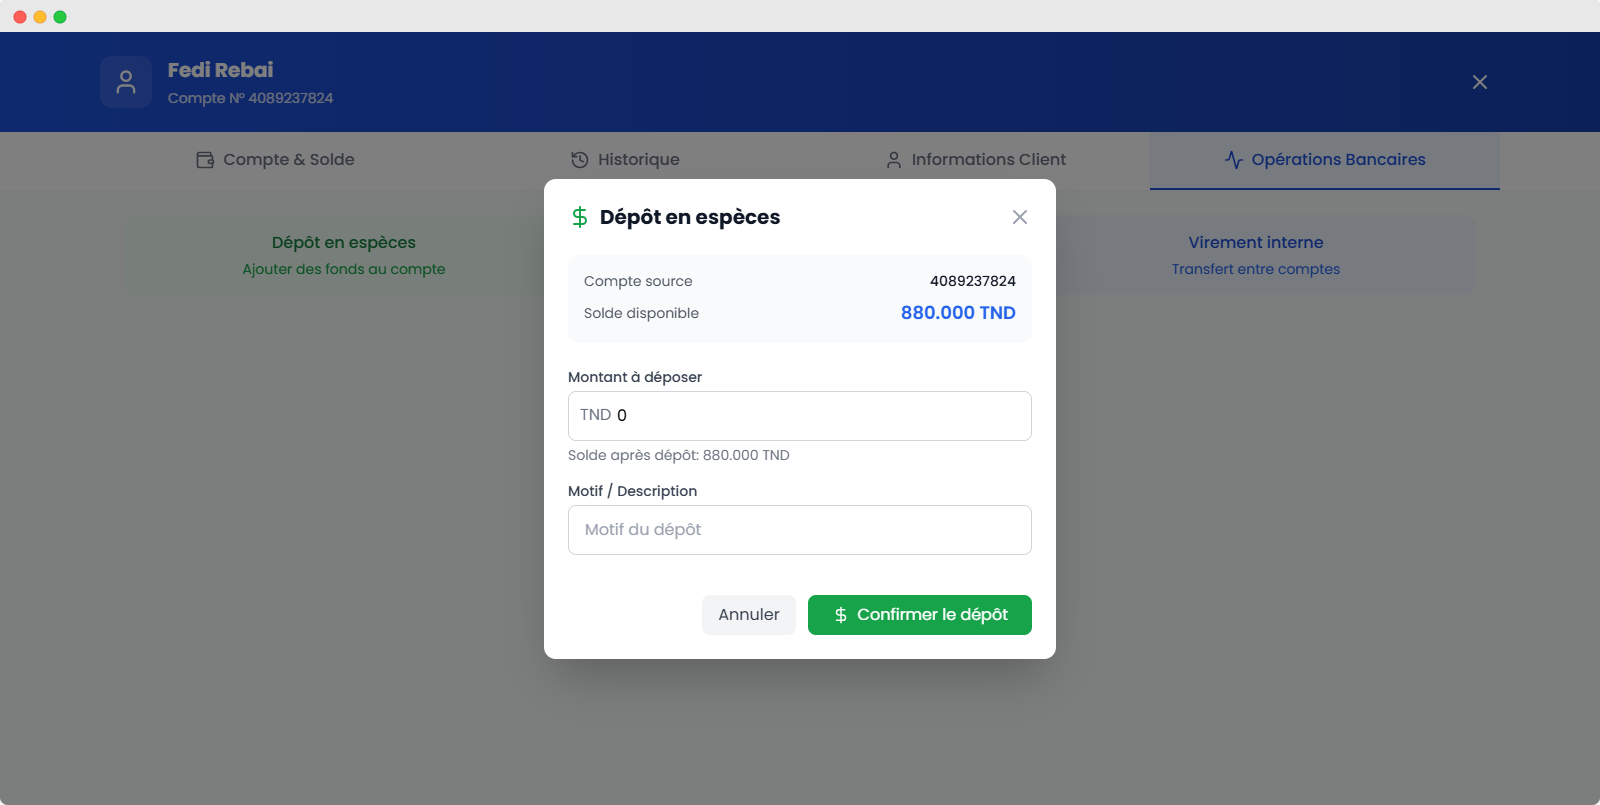 Fedi Rebai
Compte N° 4089237824
Compte & Solde
Historique
Informations Client
Opérations Bancaires
Dépôt en espèces
Ajouter des fonds au compte
Virement interne
Transfert entre comptes
Dépôt en espèces
Compte source 4089237824
Solde disponible 880.000 TND
Montant à déposer
TND 0
Solde après dépôt: 880.000 TND
Motif / Description
Motif du dépôt
Annuler
$ Confirmer le dépôt